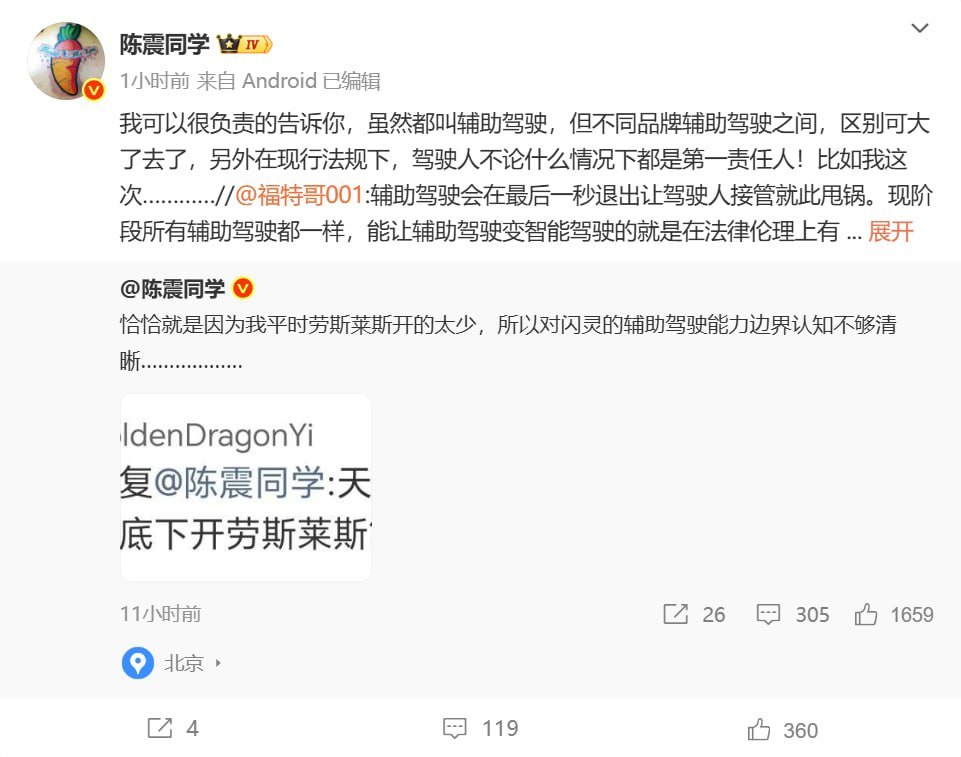 陈震同学 IV
1小时前 来自 Android 已编辑
我可以很负责的告诉你，虽然都叫辅助驾驶，但不同品牌辅助驾驶之间，区别可大
了去了，另外在现行法规下，驾驶人不论什么情况下都是第一责任人！比如我这
次............//@福特哥001:辅助驾驶会在最后一秒退出让驾驶人接管就此甩锅。现阶
段所有辅助驾驶都一样，能让辅助驾驶变智能驾驶的就是在法律伦理上有 ... 展开
@陈震同学
恰恰就是因为我平时劳斯莱斯开的太少，所以对闪灵的辅助驾驶能力边界认知不够清
晰..................
ldenDragonYi
复@陈震同学:天
底下开劳斯莱斯
11小时前
26 305 1659
北京
4 119 360